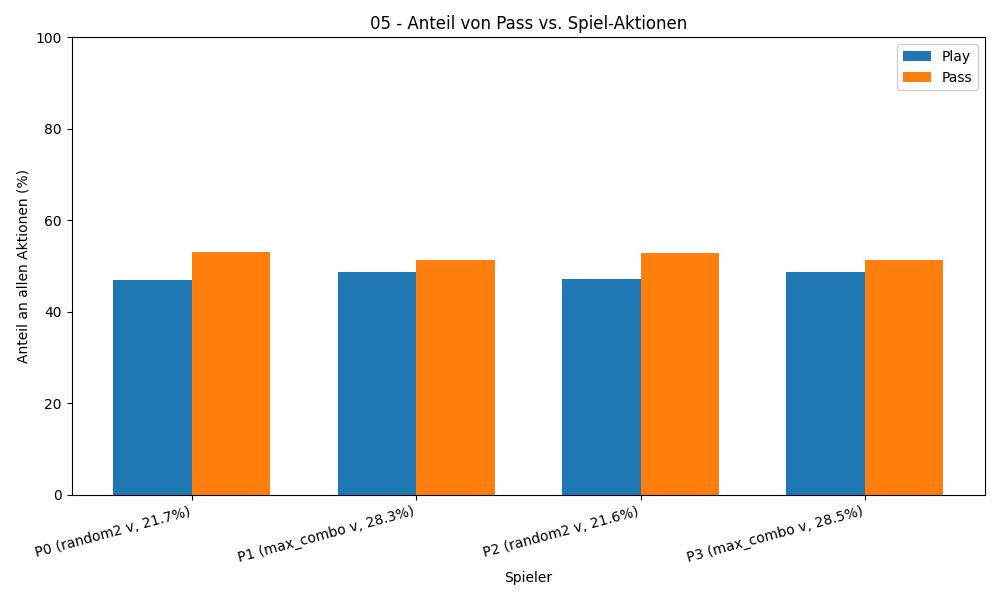 05 - Anteil von Pass vs. Spiel-Aktionen
Play
Pass
Anteil an allen Aktionen (%)
100
80
60
40
20
0
P0 (random2 v, 21.7%)
P1 (max_combo v, 28.3%)
P2 (random2 v, 21.6%)
P3 (max_combo v, 28.5%)
Spieler